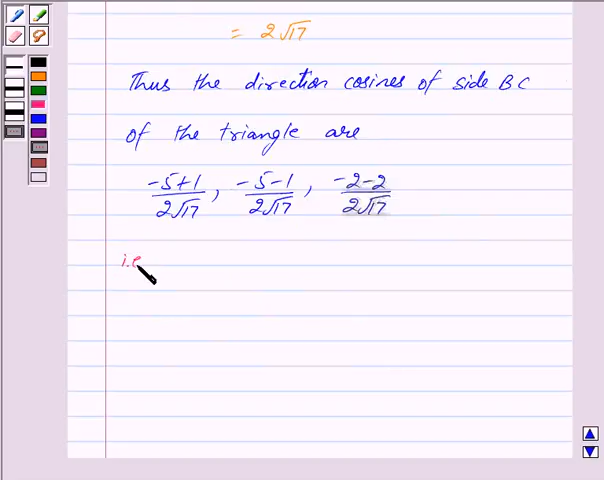 = 2√17
Thus the direction cosines of side BC
of the triangle are
(-5+1)/(2√17), (-5-1)/(2√17), (-2-2)/(2√17)
i.e